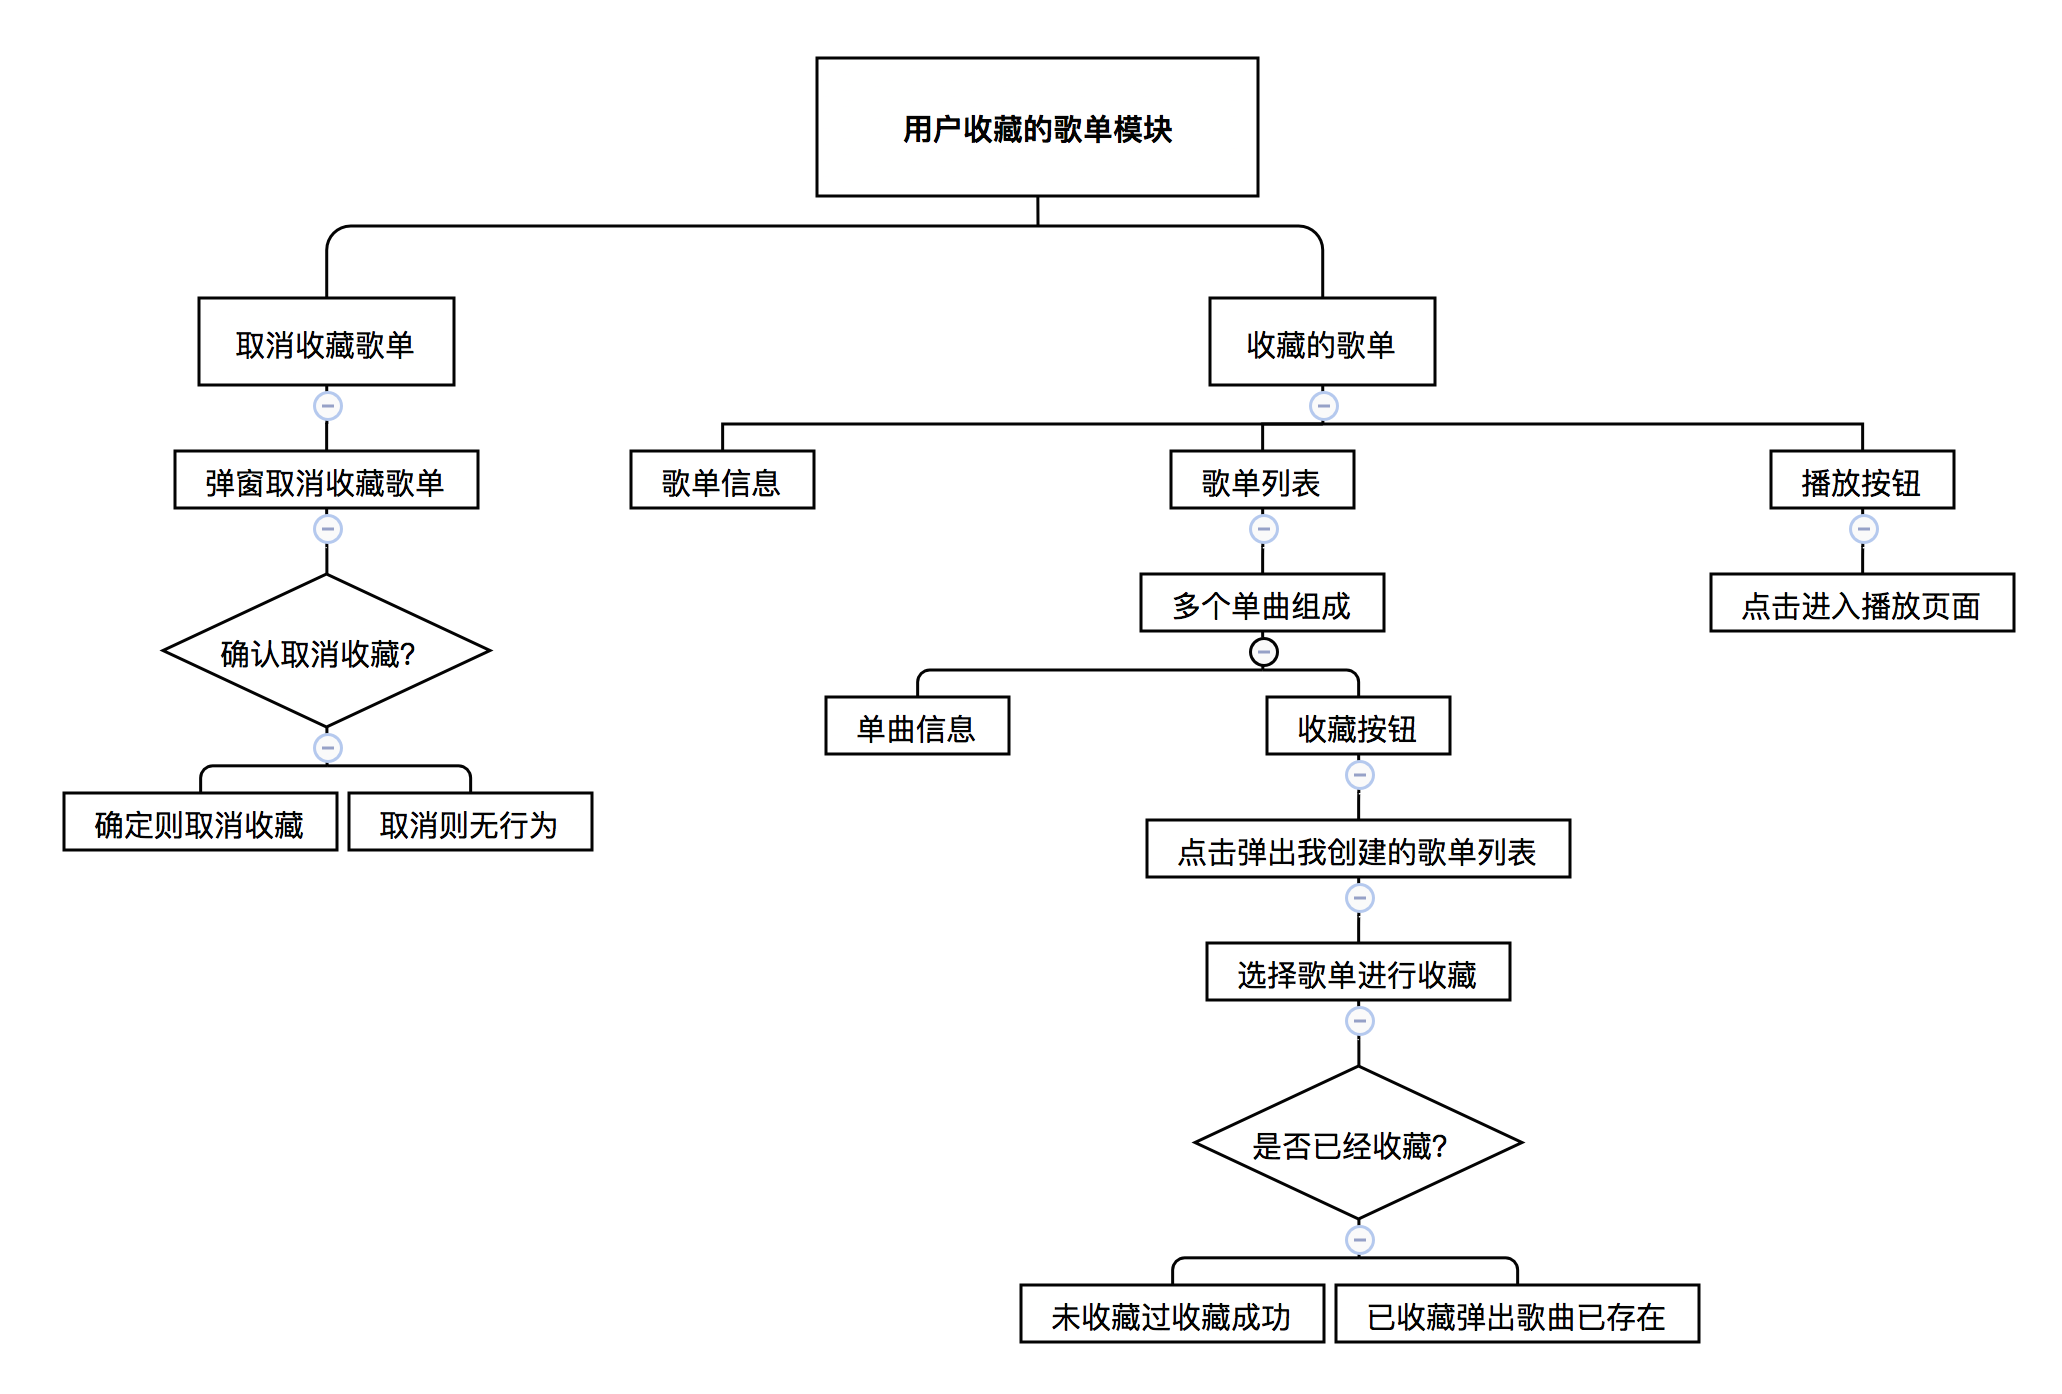 用户收藏的歌单模块
取消收藏歌单
收藏的歌单
弹窗取消收藏歌单
歌单信息
歌单列表
播放按钮
确认取消收藏?
多个单曲组成
点击进入播放页面
单曲信息
收藏按钮
确定则取消收藏
取消则无行为
点击弹出我创建的歌单列表
选择歌单进行收藏
是否已经收藏?
未收藏过收藏成功
已收藏弹出歌曲已存在